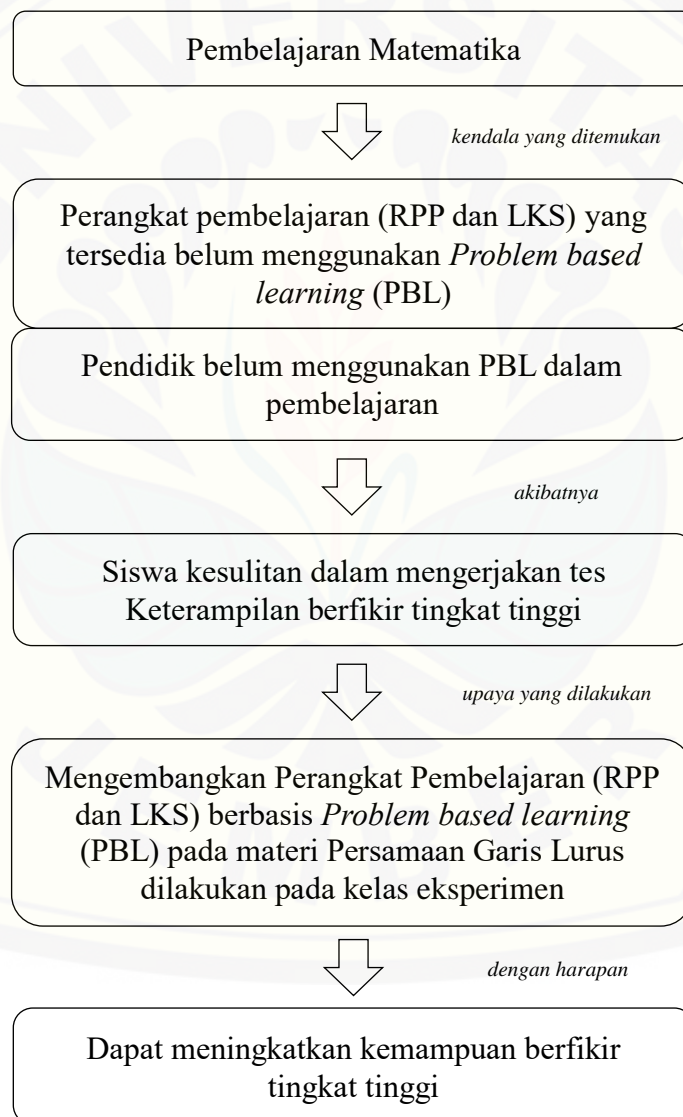 Pembelajaran Matematika
kendala yang ditemukan
Perangkat pembelajaran (RPP dan LKS) yang
tersedia belum menggunakan Problem based
learning (PBL)
Pendidik belum menggunakan PBL dalam
pembelajaran
akibatnya
Siswa kesulitan dalam mengerjakan tes
Keterampilan berfikir tingkat tinggi
upaya yang dilakukan
Mengembangkan Perangkat Pembelajaran (RPP
dan LKS) berbasis Problem based learning
(PBL) pada materi Persamaan Garis Lurus
dilakukan pada kelas eksperimen
dengan harapan
Dapat meningkatkan kemampuan berfikir
tingkat tinggi